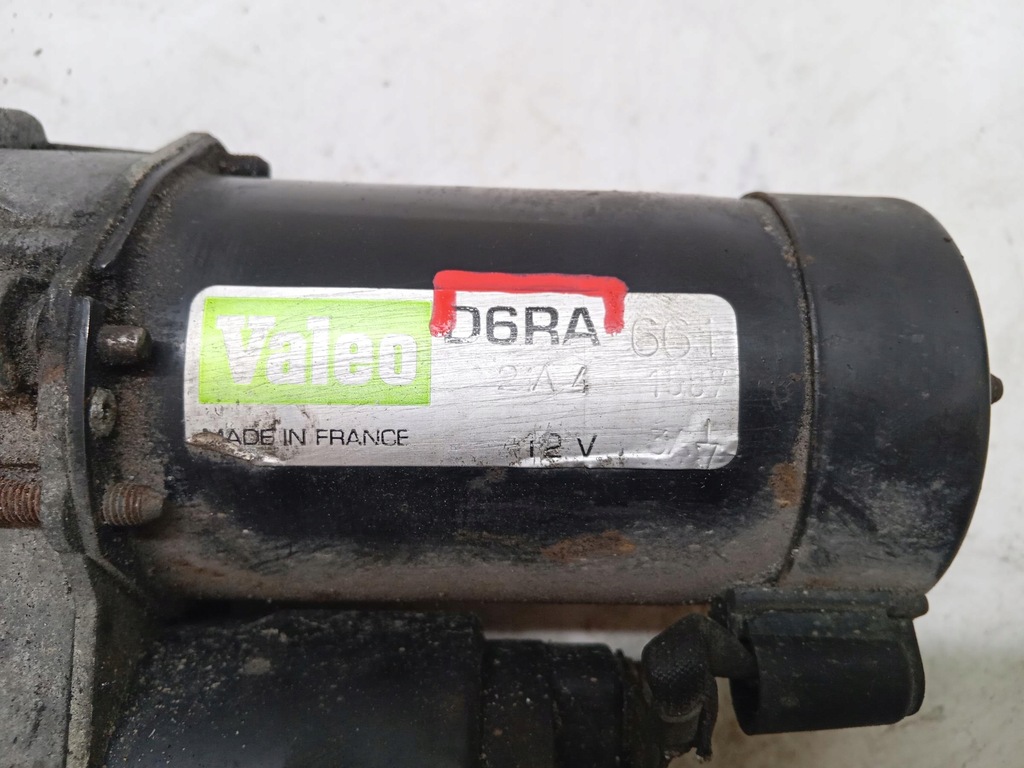 Valeo D6RA 661
2A4
MADE IN FRANCE 12 V